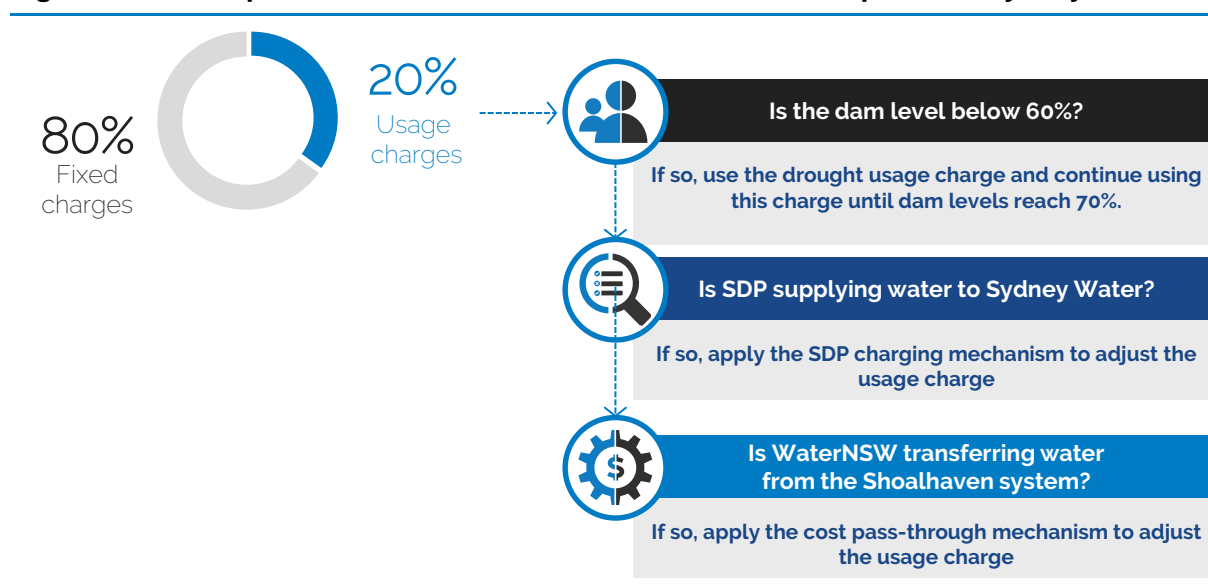 80%
Fixed
charges
20%
Usage
charges
Is the dam level below 60%?
If so, use the drought usage charge and continue using
this charge until dam levels reach 70%.
Is SDP supplying water to Sydney Water?
If so, apply the SDP charging mechanism to adjust the
usage charge
$
Is WaterNSW transferring water
from the Shoalhaven system?
If so, apply the cost pass-through mechanism to adjust
the usage charge